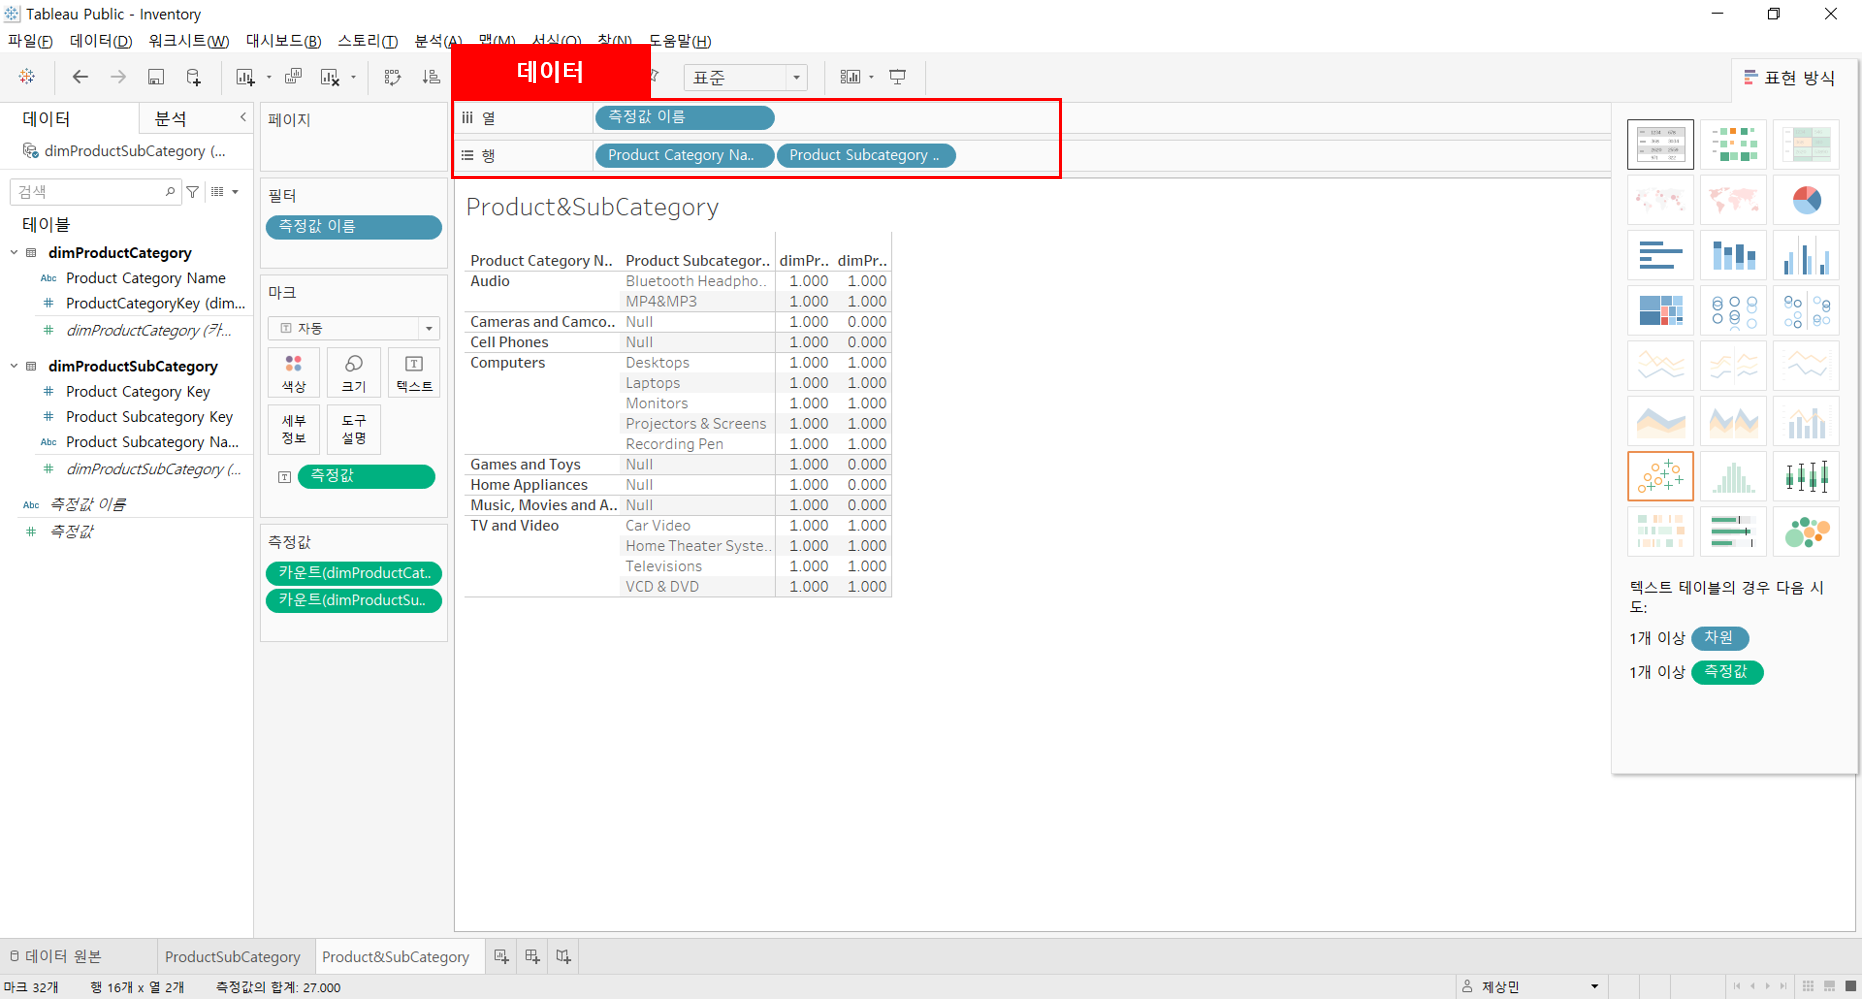 Tableau Public - Inventory
파일(F) 데이터(D) 워크시트(W) 대시보드(B) 스토리(T) 분석(A) 맵(M) 서식(O) 창(N) 도움말(H)
데이터
표준
표현 방식
데이터 분석
dimProductSubCategory (...
검색
테이블
dimProductCategory
Abc Product Category Name
# ProductCategoryKey (dim...
# dimProductCategory (카...
dimProductSubCategory
# Product Category Key
# Product Subcategory Key
Abc Product Subcategory Na...
# dimProductSubCategory (...
Abc 측정값 이름
# 측정값
페이지
필터
측정값 이름
마크
자동
색상 크기 텍스트
세부 정보
도구 설명
측정값
측정값
카운트(dimProductCat..
카운트(dimProductSu..
iii 열 측정값 이름
행 Product Category Na.. Product Subcategory ..
Product&SubCategory
Product Category N.. Product Subcategor.. dimPr.. dimPr..
Audio Bluetooth Headpho.. 1.000 1.000
MP4&MP3 1.000 1.000
Cameras and Camco.. Null 1.000 0.000
Cell Phones Null 1.000 0.000
Computers Desktops 1.000 1.000
Laptops 1.000 1.000
Monitors 1.000 1.000
Projectors & Screens 1.000 1.000
Recording Pen 1.000 1.000
Games and Toys Null 1.000 0.000
Home Appliances Null 1.000 0.000
Music, Movies and A.. Null 1.000 0.000
TV and Video Car Video 1.000 1.000
Home Theater Syste.. 1.000 1.000
Televisions 1.000 1.000
VCD & DVD 1.000 1.000
텍스트 테이블의 경우 다음 시
도:
1개 이상 차원
1개 이상 측정값
데이터 원본 ProductSubCategory Product&SubCategory
마크 32개 행 16개 x 열 2개 측정값의 합계: 27.000
제상민